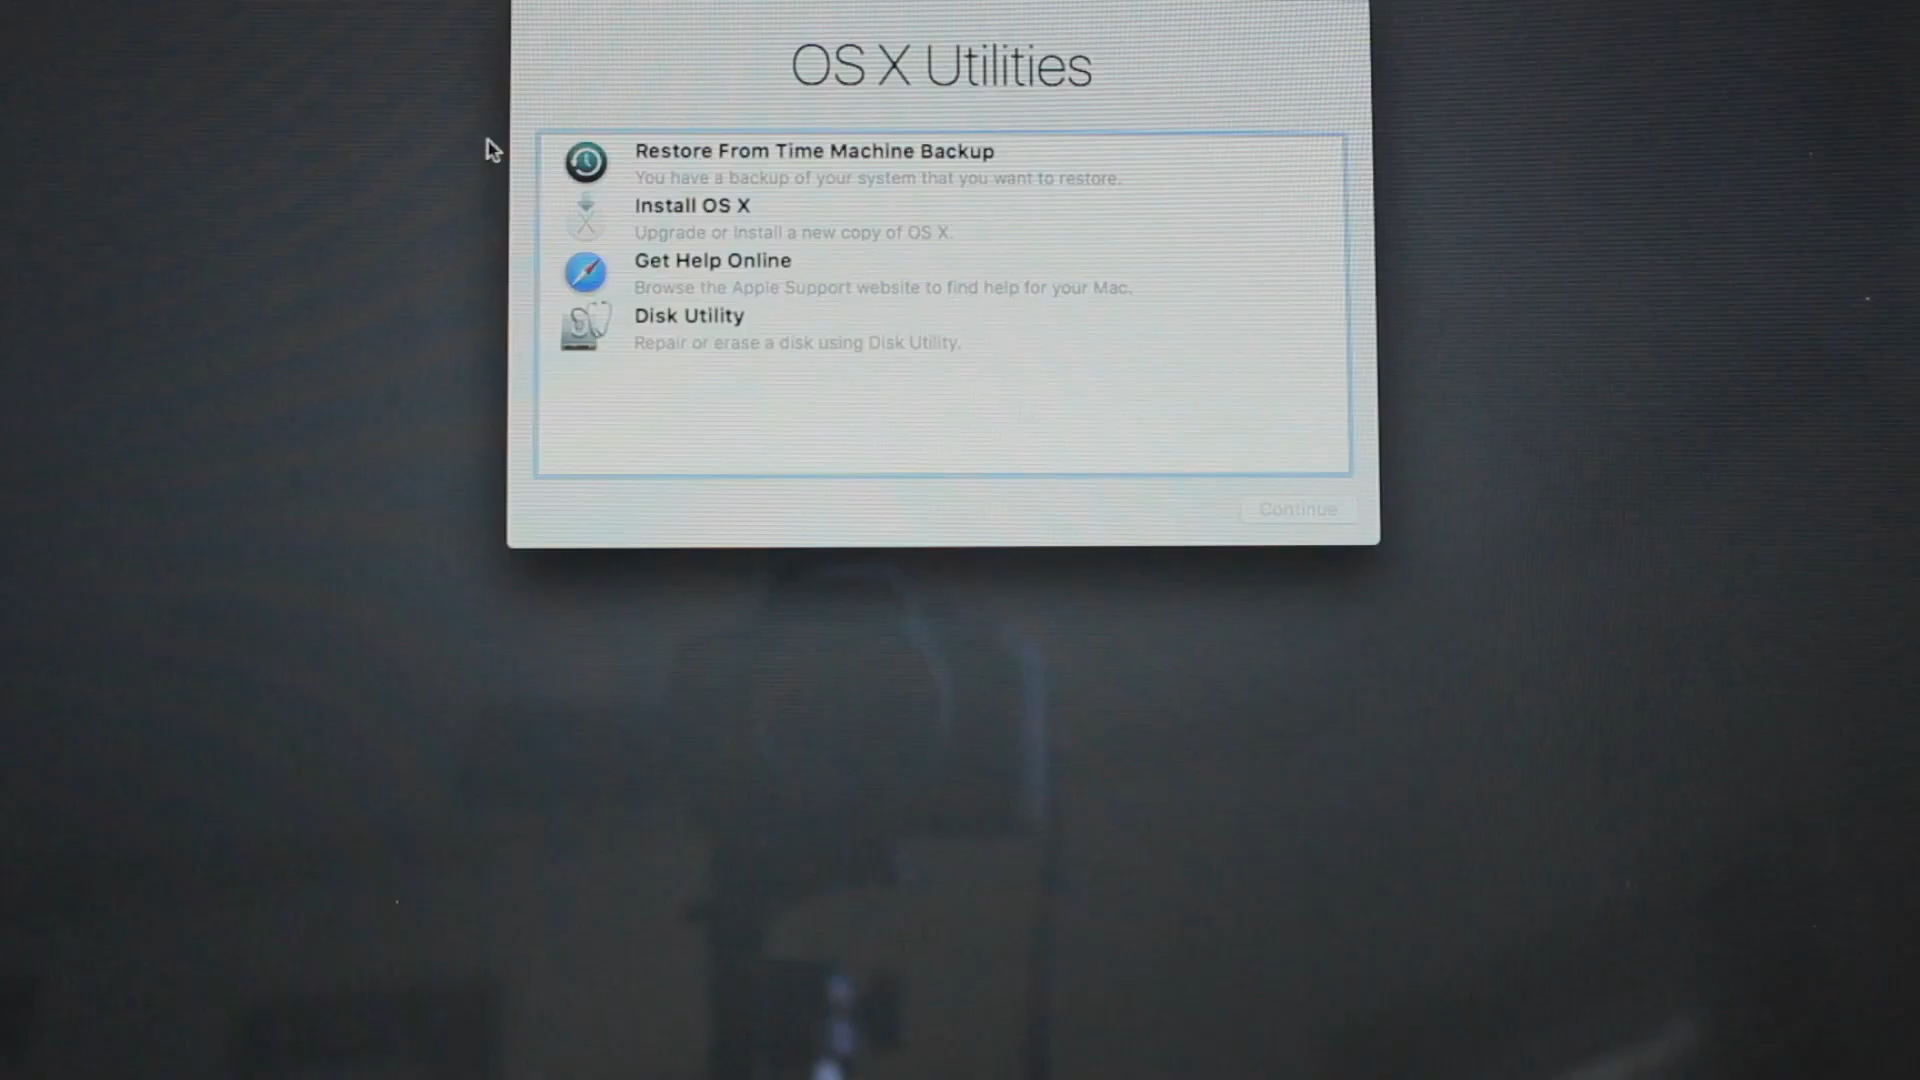 OS X Utilities
Restore From Time Machine Backup
You have a backup of your system that you want to restore.
Install OS X
Upgrade or install a new copy of OS X.
Get Help Online
Browse the Apple Support website to find help for your Mac.
Disk Utility
Repair or erase a disk using Disk Utility.
Continue